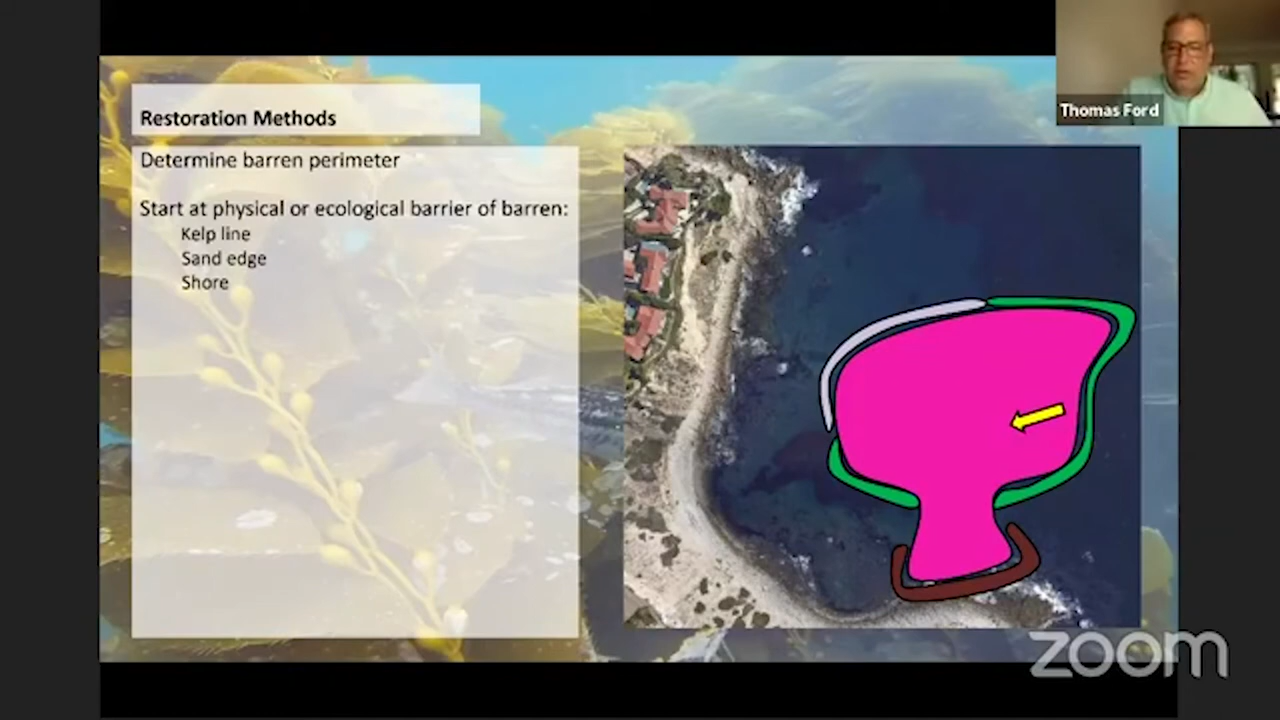 Restoration Methods
Determine barren perimeter
Start at physical or ecological barrier of barren:
Kelp line
Sand edge
Shore
Thomas Ford
zoom